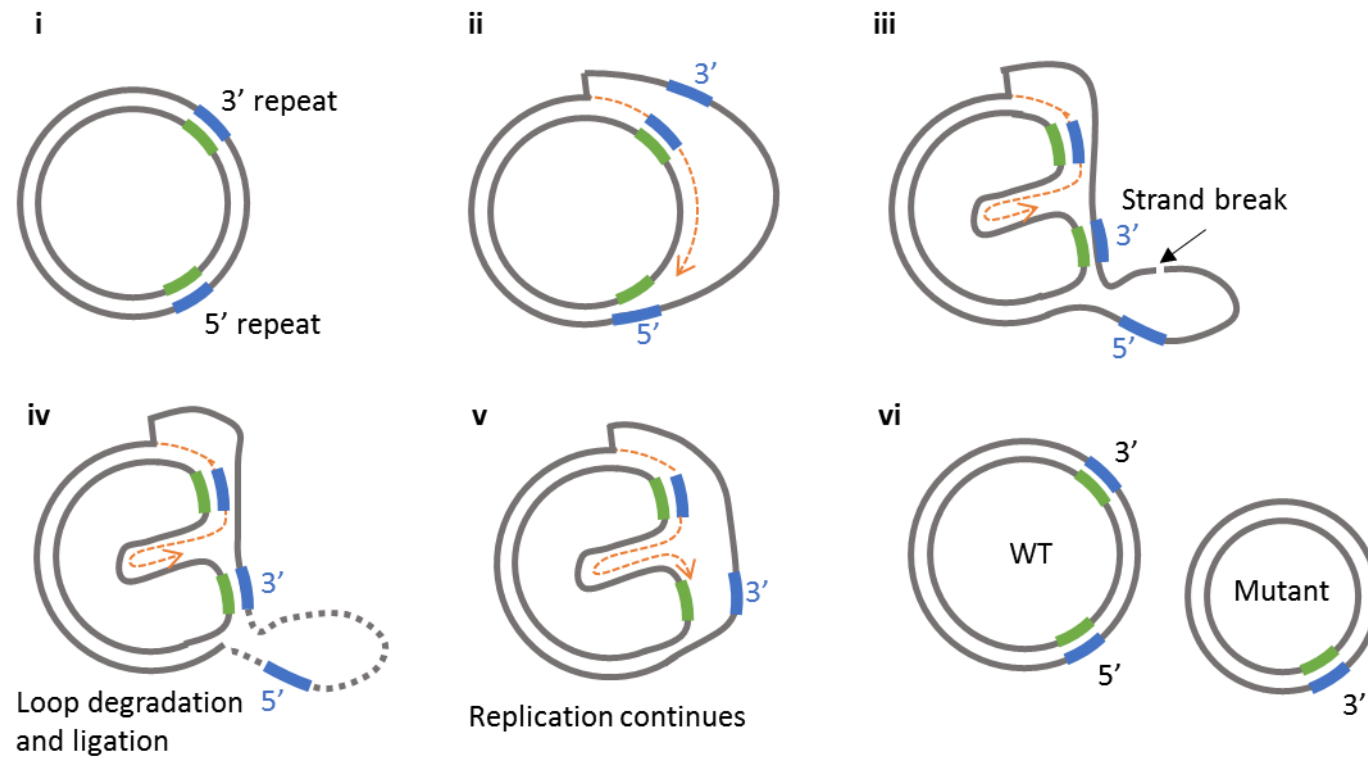 i
3’ repeat
5’ repeat
ii
3’
5’
iii
Strand break
3’
5’
iv
3’
5’
Loop degradation
and ligation
v
3’
Replication continues
vi
3’
WT
5’
Mutant
3’